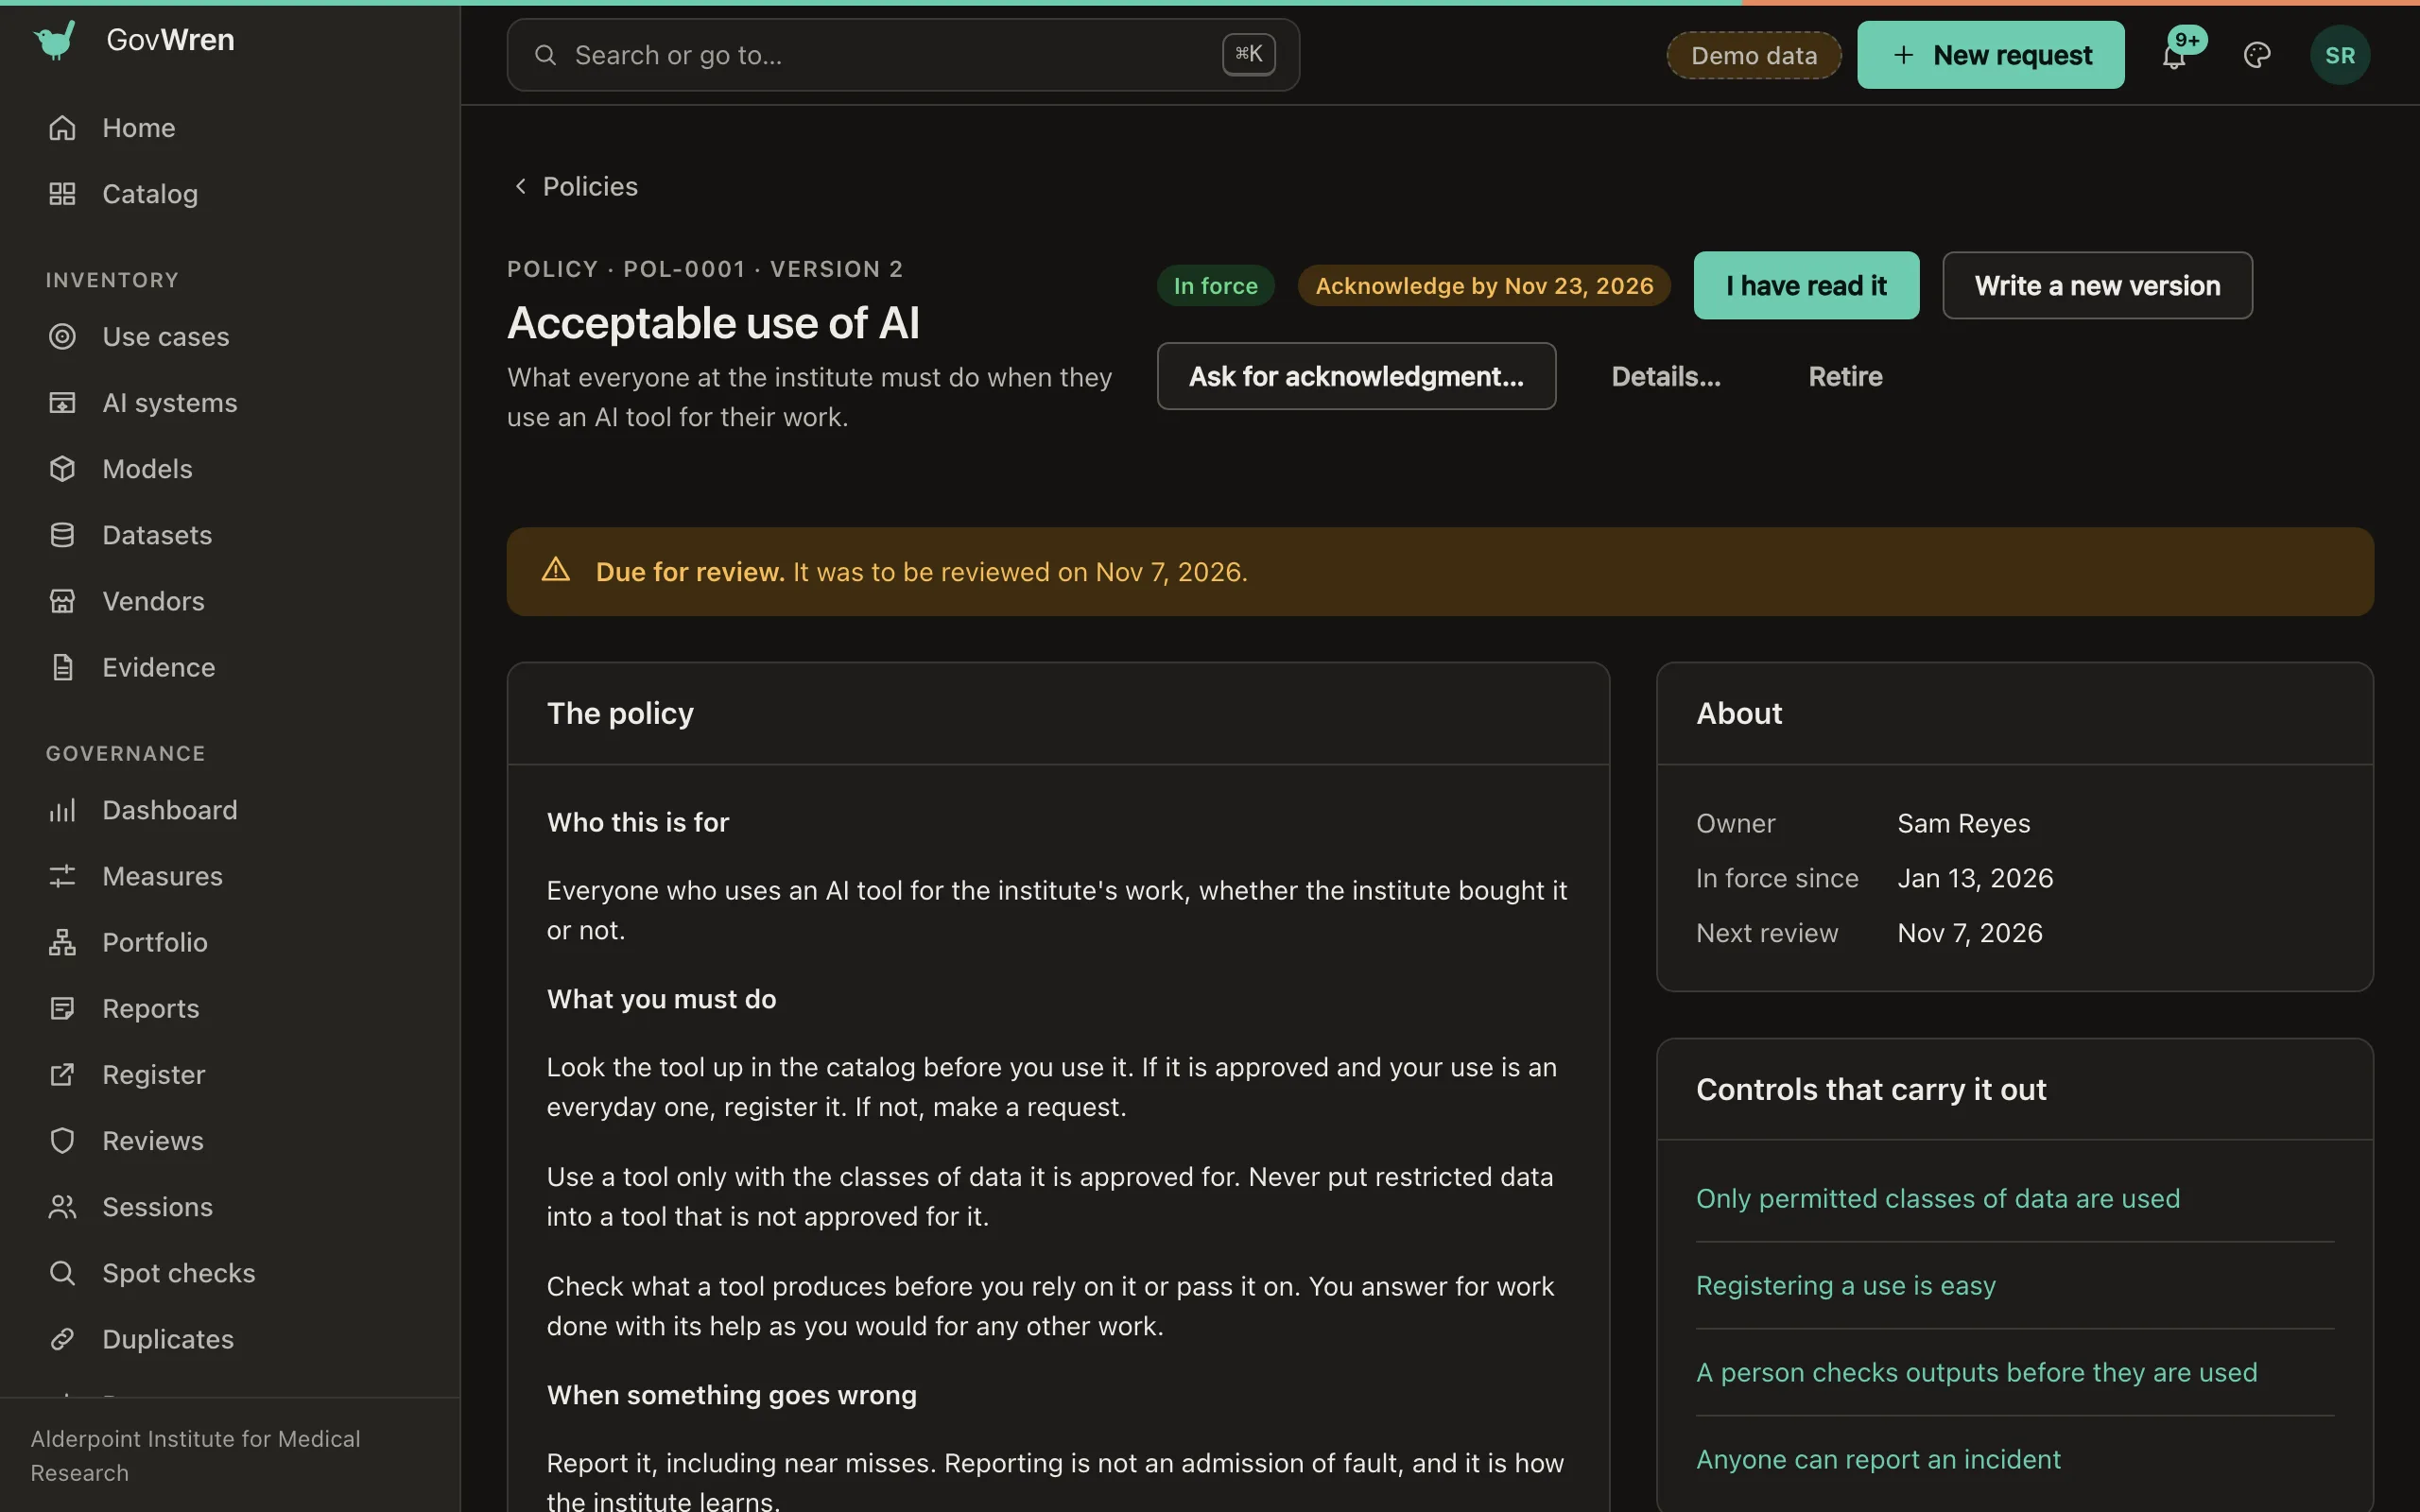 GovWren
Home
Catalog
INVENTORY
Use cases
AI systems
Models
Datasets
Vendors
Evidence
GOVERNANCE
Dashboard
Measures
Portfolio
Reports
Register
Reviews
Sessions
Spot checks
Duplicates
Alderpoint Institute for Medical
Research
Search or go to...
⌘K
Demo data
+ New request
9+
SR
Policies
POLICY · POL-0001 · VERSION 2
Acceptable use of AI
What everyone at the institute must do when they
use an AI tool for their work.
In force
Acknowledge by Nov 23, 2026
I have read it
Write a new version
Ask for acknowledgment...
Details...
Retire
Due for review. It was to be reviewed on Nov 7, 2026.
The policy
Who this is for
Everyone who uses an AI tool for the institute's work, whether the institute bought it
or not.
What you must do
Look the tool up in the catalog before you use it. If it is approved and your use is an
everyday one, register it. If not, make a request.
Use a tool only with the classes of data it is approved for. Never put restricted data
into a tool that is not approved for it.
Check what a tool produces before you rely on it or pass it on. You answer for work
done with its help as you would for any other work.
When something goes wrong
Report it, including near misses. Reporting is not an admission of fault, and it is how
the institute learns.
About
Owner Sam Reyes
In force since Jan 13, 2026
Next review Nov 7, 2026
Controls that carry it out
Only permitted classes of data are used
Registering a use is easy
A person checks outputs before they are used
Anyone can report an incident